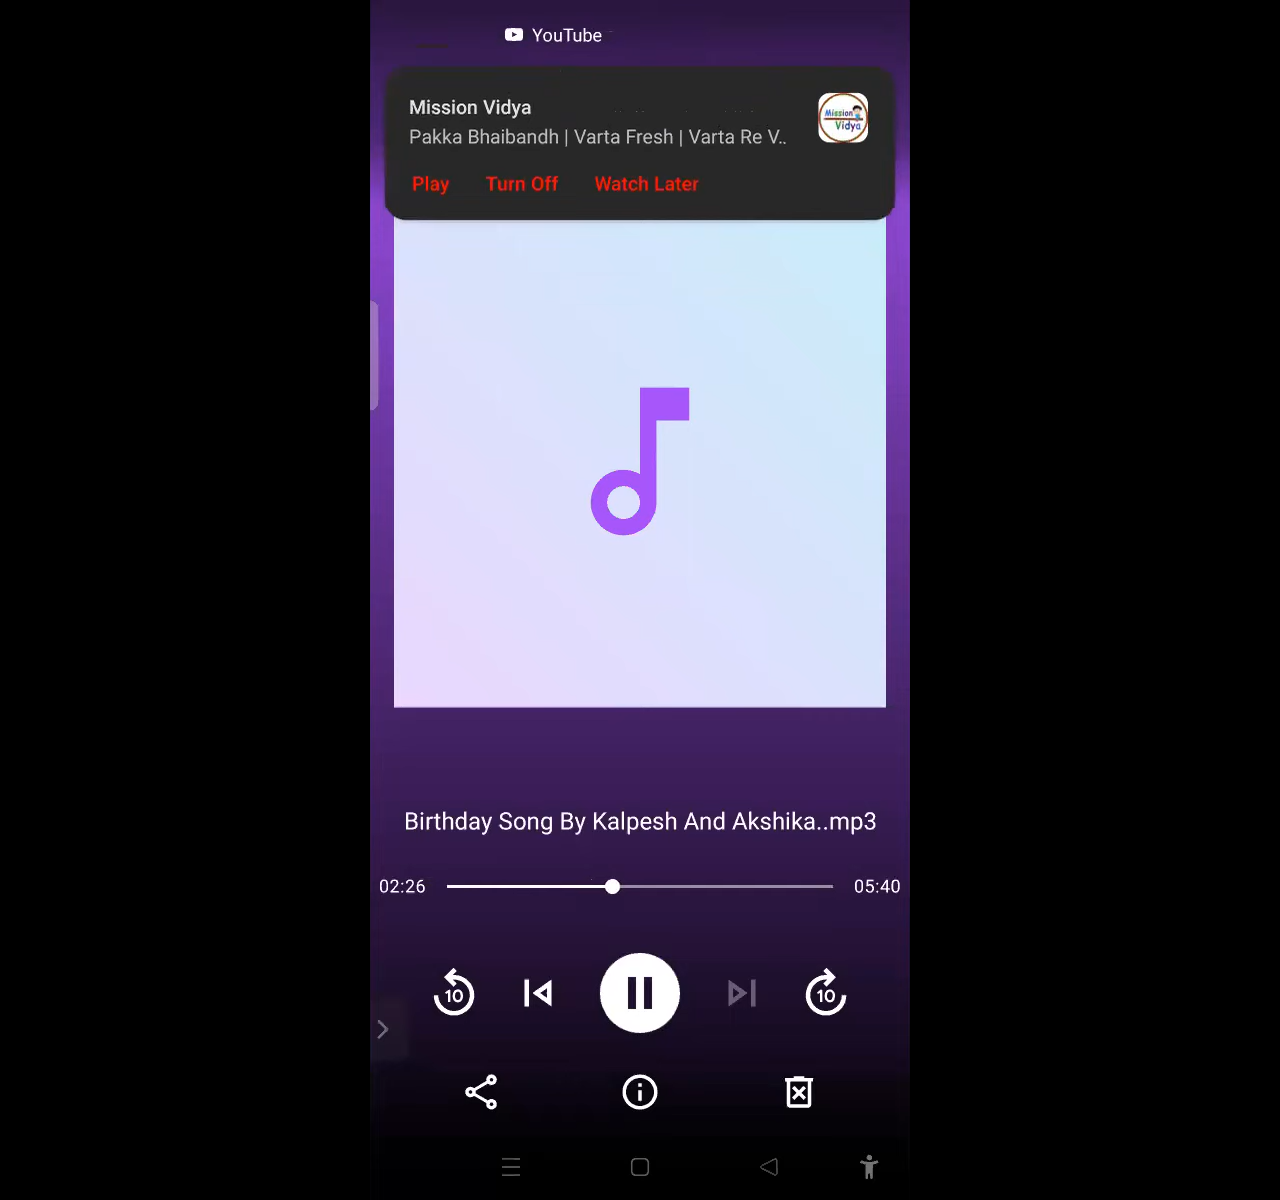 YouTube
Mission Vidya
Mission
Vidya
Pakka Bhaibandh | Varta Fresh | Varta Re V..
Play Turn Off Watch Later
Birthday Song By Kalpesh And Akshika..mp3
02:26 05:40
10 10